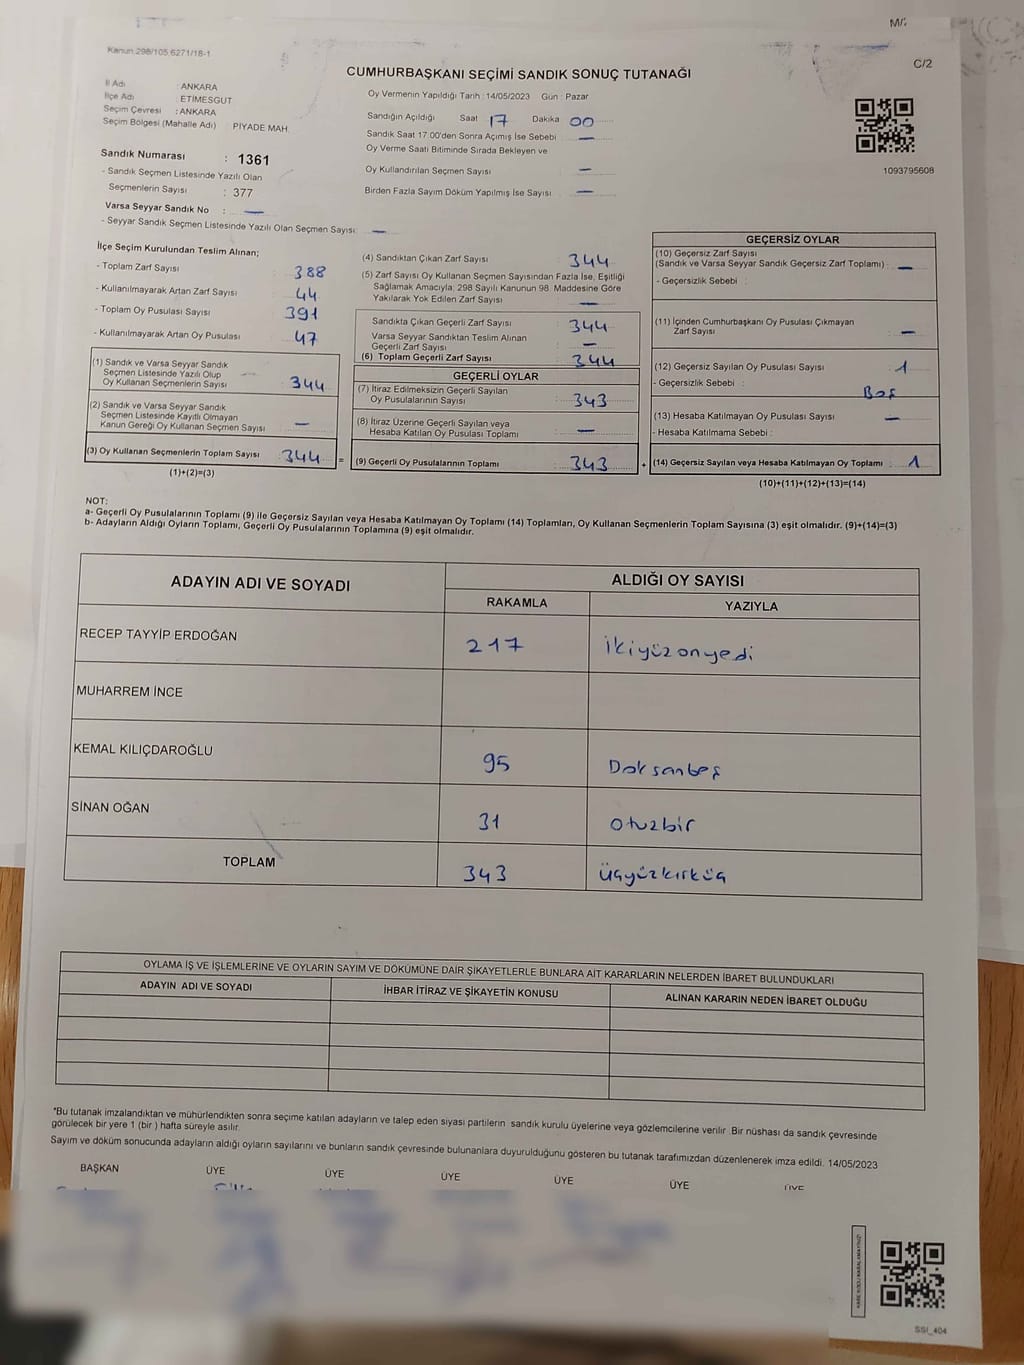 M/:
Kanun 298/105 6271/18-1
C/2
CUMHURBAŞKANI SEÇİMİ SANDIK SONUÇ TUTANAĞI
İl Adı : ANKARA
İlçe Adı : ETİMESGUT
Seçim Çevresi : ANKARA
Seçim Bölgesi (Mahalle Adı) : PİYADE MAH.
Oy Vermenin Yapıldığı Tarih : 14/05/2023 Gün : Pazar
Sandığın Açıldığı Saat 17 Dakika 00
Sandık Saat 17:00'den Sonra Açımış İse Sebebi —
Oy Verme Saati Bitiminde Sırada Bekleyen ve
Oy Kullandırılan Seçmen Sayısı —
Birden Fazla Sayım Döküm Yapılmış İse Sayısı —
1093795608
Sandık Numarası : 1361
- Sandık Seçmen Listesinde Yazılı Olan
Seçmenlerin Sayısı : 377
Varsa Seyyar Sandık No : —
- Seyyar Sandık Seçmen Listesinde Yazılı Olan Seçmen Sayısı: —
İlçe Seçim Kurulundan Teslim Alınan;
- Toplam Zarf Sayısı 388
- Kullanılmayarak Artan Zarf Sayısı 44
- Toplam Oy Pusulası Sayısı 391
- Kullanılmayarak Artan Oy Pusulası 47
(1) Sandık ve Varsa Seyyar Sandık
Seçmen Listesinde Yazılı Olup
Oy Kullanan Seçmenlerin Sayısı : 344
(2) Sandık ve Varsa Seyyar Sandık
Seçmen Listesinde Kayıtlı Olmayan
Kanun Gereği Oy Kullanan Seçmen Sayısı : —
(3) Oy Kullanan Seçmenlerin Toplam Sayısı : 344
(1)+(2)=(3)
(4) Sandıktan Çıkan Zarf Sayısı : 344
(5) Zarf Sayısı Oy Kullanan Seçmen Sayısından Fazla İse, Eşitliği
Sağlamak Amacıyla; 298 Sayılı Kanunun 98. Maddesine Göre
Yakılarak Yok Edilen Zarf Sayısı : —
Sandıkta Çıkan Geçerli Zarf Sayısı : 344
Varsa Seyyar Sandıktan Teslim Alınan
Geçerli Zarf Sayısı : —
(6) Toplam Geçerli Zarf Sayısı : 344
GEÇERLİ OYLAR
(7) İtiraz Edilmeksizin Geçerli Sayılan
Oy Pusulalarının Sayısı : 343
(8) İtiraz Üzerine Geçerli Sayılan veya
Hesaba Katılan Oy Pusulası Toplamı : —
= (9) Geçerli Oy Pusulalarının Toplamı : 343 +
GEÇERSİZ OYLAR
(10) Geçersiz Zarf Sayısı
(Sandık ve Varsa Seyyar Sandık Geçersiz Zarf Toplamı) : —
- Geçersizlik Sebebi :
(11) İçinden Cumhurbaşkanı Oy Pusulası Çıkmayan
Zarf Sayısı : —
(12) Geçersiz Sayılan Oy Pusulası Sayısı : 1
- Geçersizlik Sebebi : Boş
(13) Hesaba Katılmayan Oy Pusulası Sayısı : —
- Hesaba Katılmama Sebebi :
(14) Geçersiz Sayılan veya Hesaba Katılmayan Oy Toplamı : 1
(10)+(11)+(12)+(13)=(14)
NOT:
a- Geçerli Oy Pusulalarının Toplamı (9) ile Geçersiz Sayılan veya Hesaba Katılmayan Oy Toplamı (14) Toplamları, Oy Kullanan Seçmenlerin Toplam Sayısına (3) eşit olmalıdır. (9)+(14)=(3)
b- Adayların Aldığı Oyların Toplamı, Geçerli Oy Pusulalarının Toplamına (9) eşit olmalıdır.
ADAYIN ADI VE SOYADI ALDIĞI OY SAYISI
RAKAMLA YAZIYLA
RECEP TAYYİP ERDOĞAN 217 ikiyüzonyedi
MUHARREM İNCE
KEMAL KILIÇDAROĞLU 95 Doksanbeş
SİNAN OĞAN 31 otuzbir
TOPLAM 343 üçyüzkırküç
OYLAMA İŞ VE İŞLEMLERİNE VE OYLARIN SAYIM VE DÖKÜMÜNE DAİR ŞİKAYETLERLE BUNLARA AİT KARARLARIN NELERDEN İBARET BULUNDUKLARI
ADAYIN ADI VE SOYADI İHBAR İTİRAZ VE ŞİKAYETİN KONUSU ALINAN KARARIN NEDEN İBARET OLDUĞU
*Bu tutanak imzalandıktan ve mühürlendikten sonra seçime katılan adayların ve talep eden siyasi partilerin sandık kurulu üyelerine veya gözlemcilerine verilir. Bir nüshası da sandık çevresinde
görülecek bir yere 1 (bir ) hafta süreyle asılır.
Sayım ve döküm sonucunda adayların aldığı oyların sayılarını ve bunların sandık çevresinde bulunanlara duyurulduğunu gösteren bu tutanak tarafımızdan düzenlenerek imza edildi. 14/05/2023
BAŞKAN ÜYE ÜYE ÜYE ÜYE ÜYE ÜYE
KARE KODU KARALAMAYINIZ!
SSI_404